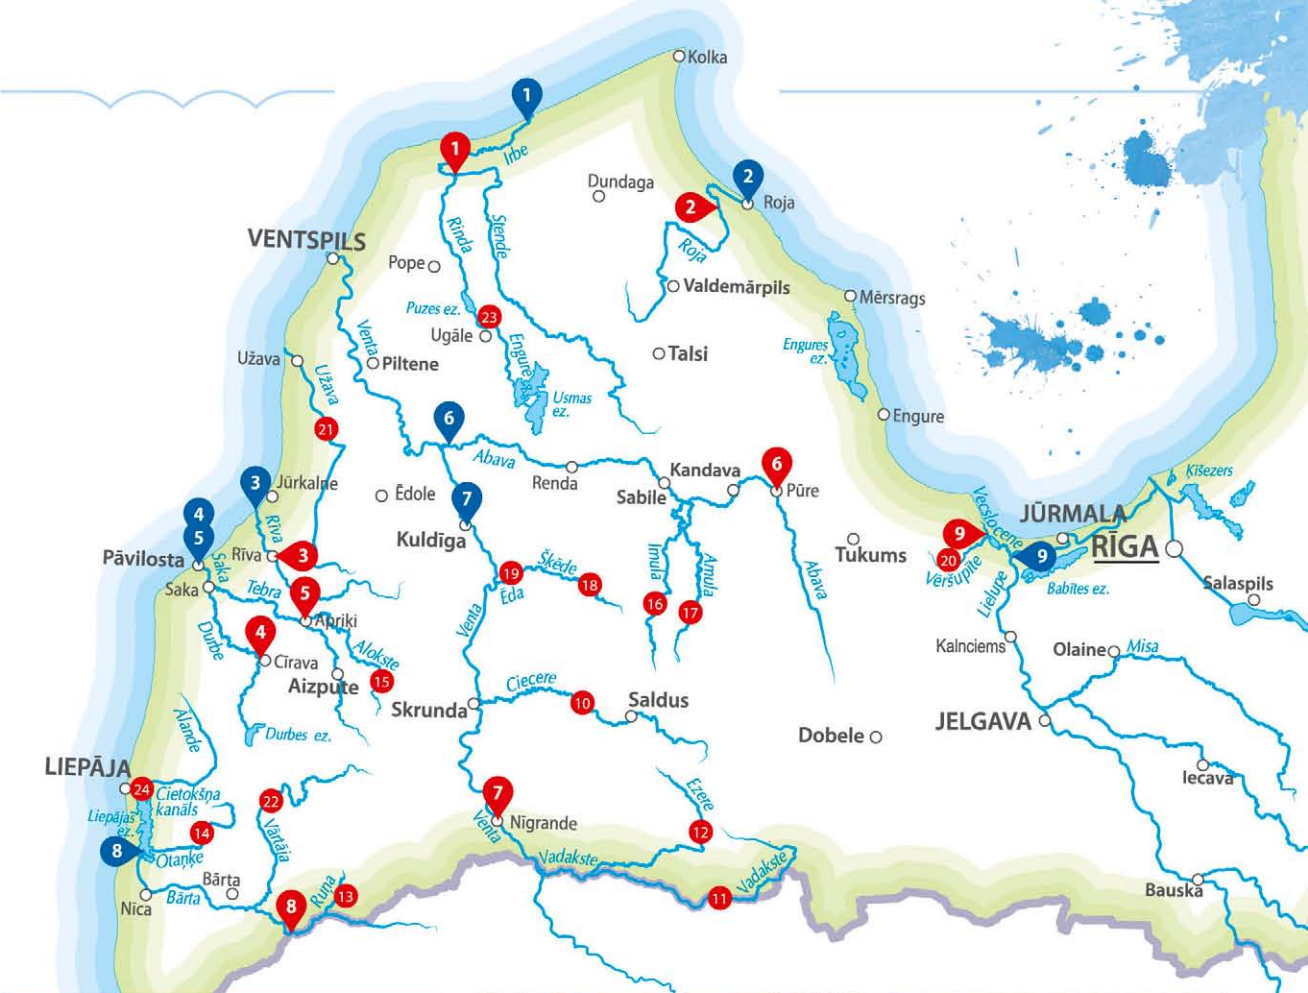 Kolka
1
1
Irbe
Dundaga
2
2
Roja
Rinda
Stende
Roja
VENTSPILS
Pope
Valdemārpils
Mērsrags
Puzes ez.
23
Ugāle
Engure
Venta
Piltene
Talsi
Engures
ez.
Užava
Užava
Usmas
ez.
Engure
21
6
Abava
Renda
Kandava
Sabile
6
Pūre
Ķīšezers
3
Jūrkalne
Ēdole
7
Kuldīga
Vecslocene
JŪRMALA
4
5
Pāvilosta
Rīva
Rīva
3
Saka
Saka
Tebra
5
Apriķi
19
Šķēde
18
Ēda
Imula
Amula
16
17
Abava
Tukums
9
20
Vēršupīte
9
RĪGA
Babītes ez.
Salaspils
Lielupe
Durbe
4
Cīrava
Alokste
15
Aizpute
Venta
Kalnciems
Olaine
Misa
Skrunda
Ciecere
10
Saldus
Ālande
Durbes ez.
Dobele
JELGAVA
Iecava
LIEPĀJA
24
Cietokšņa
kanāls
Liepājas
ez.
22
14
8
Otaņķe
Vārtāja
7
Nīgrande
Venta
Ezere
12
Vadakste
Vadakste
11
Bārta
Nīca
Bārta
8
Ruņa
13
Bauska